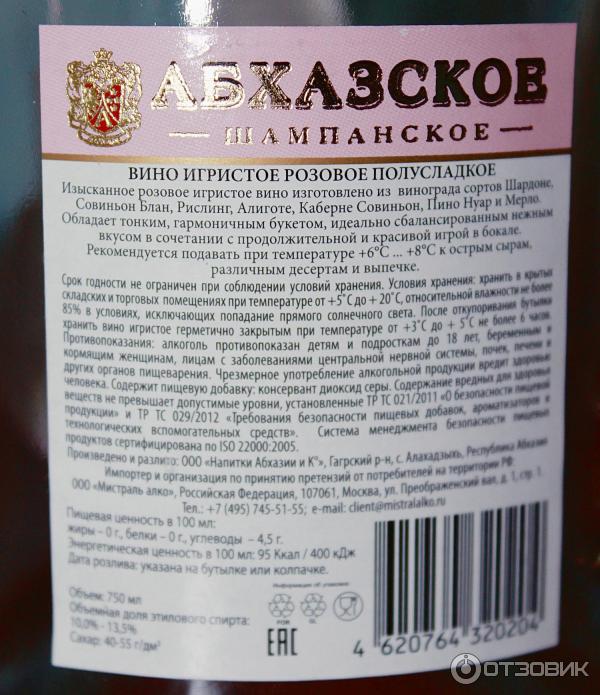 АБХАЗСКОЕ
ШАМПАНСКОЕ
ВИНО ИГРИСТОЕ РОЗОВОЕ ПОЛУСЛАДКОЕ
Изысканное розовое игристое вино изготовлено из винограда сортов Шардоне,
Совиньон Блан, Рислинг, Алиготе, Каберне Совиньон, Пино Нуар и Мерло.
Обладает тонким, гармоничным букетом, идеально сбалансированным нежным
вкусом в сочетании с продолжительной и красивой игрой в бокале.
Рекомендуется подавать при температуре +6°С ... +8°С к острым сырам,
различным десертам и выпечке.
Срок годности не ограничен при соблюдении условий хранения. Условия хранения: хранить в крытых
складских и торговых помещениях при температуре от +5°С до + 20°С, относительной влажности не более
85% в условиях, исключающих попадание прямого солнечного света. После откупоривания бутылки
хранить вино игристое герметично закрытым при температуре от +3°С до + 5°С не более 6 часов.
Противопоказания: алкоголь противопоказан детям и подросткам до 18 лет, беременным и
кормящим женщинам, лицам с заболеваниями центральной нервной системы, почек, печени и
других органов пищеварения. Чрезмерное употребление алкогольной продукции вредит здоровью
человека. Содержит пищевую добавку: консервант диоксид серы. Содержание вредных для здоровья
веществ не превышает допустимые уровни, установленные ТР ТС 021/2011 «О безопасности пищевой
продукции» и ТР ТС 029/2012 «Требования безопасности пищевых добавок, ароматизаторов и
технологических вспомогательных средств». Система менеджмента безопасности пищевых
продуктов сертифицирована по ISO 22000:2005.
Произведено и разлито: ООО «Напитки Абхазии и К°», Гагрский р-н, с. Алахадзыхь, Республика Абхазия
Импортер и организация по принятию претензий от потребителей на территории РФ:
ООО «Мистраль алко», Российская Федерация, 107061, Москва, ул. Преображенский вал, д. 1, стр. 1.
Тел.: +7 (495) 745-51-55; e-mail: client@mistralalko.ru
Пищевая ценность в 100 мл:
жиры – 0 г., белки – 0 г., углеводы – 4,5 г.
Энергетическая ценность в 100 мл: 95 Ккал / 400 кДж
Дата розлива: указана на бутылке или колпачке.
Информация об упаковке:
Объем: 750 мл
Объемная доля этилового спирта:
10,0% - 13,5%
Сахар: 40-55 г/дм³
FOR GL
EAC
4 620764 320204
ОТЗОВИК